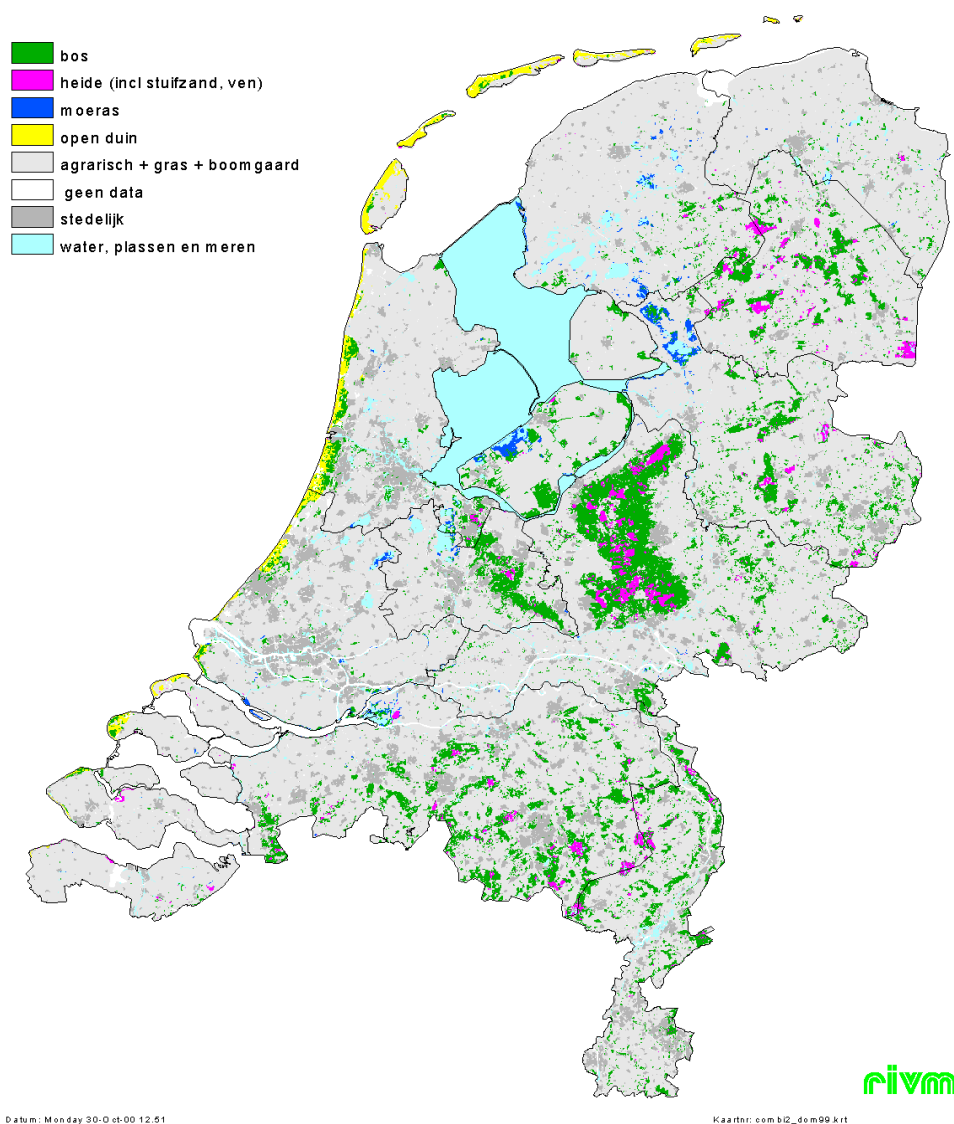 bos
heide (incl stuifzand, ven)
moeras
open duin
agrarisch + gras + boomgaard
geen data
stedelijk
water, plassen en meren
rivm
Datum: Monday 30-Oct-00 12.51
Kaartnr: combi2_dom99.krt